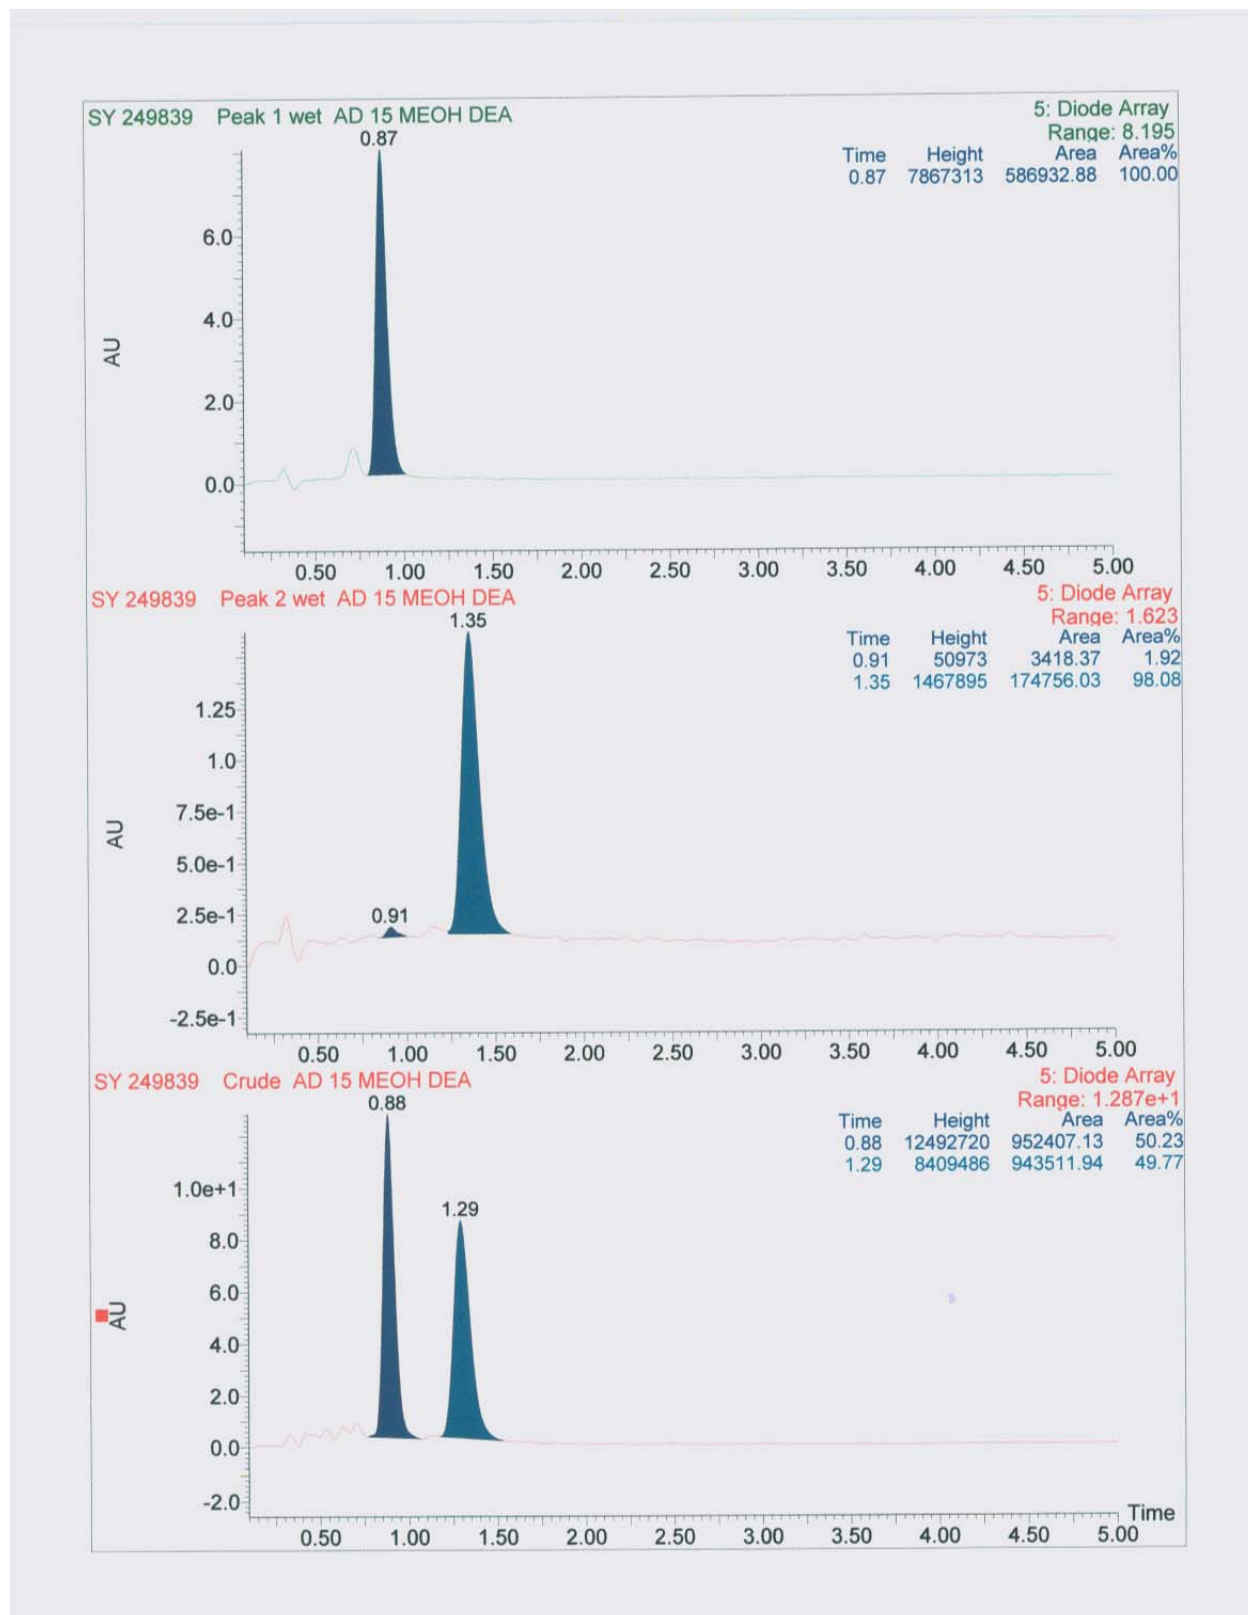 SY 249839 Peak 1 wet AD 15 MEOH DEA
5: Diode Array
Range: 8.195
Time Height Area Area%
0.87 7867313 586932.88 100.00
0.87
6.0
4.0
2.0
0.0
AU
0.50 1.00 1.50 2.00 2.50 3.00 3.50 4.00 4.50 5.00
SY 249839 Peak 2 wet AD 15 MEOH DEA
5: Diode Array
Range: 1.623
Time Height Area Area%
0.91 50973 3418.37 1.92
1.35 1467895 174756.03 98.08
1.35
1.25
1.0
7.5e-1
5.0e-1
2.5e-1
0.0
-2.5e-1
0.91
AU
0.50 1.00 1.50 2.00 2.50 3.00 3.50 4.00 4.50 5.00
SY 249839 Crude AD 15 MEOH DEA
5: Diode Array
Range: 1.287e+1
Time Height Area Area%
0.88 12492720 952407.13 50.23
1.29 8409486 943511.94 49.77
0.88
1.29
1.0e+1
8.0
6.0
4.0
2.0
0.0
-2.0
AU
Time
0.50 1.00 1.50 2.00 2.50 3.00 3.50 4.00 4.50 5.00